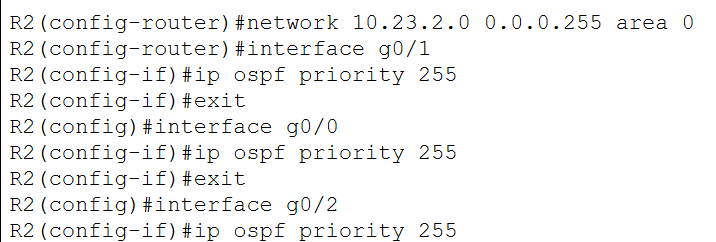 R2(config-router)#network 10.23.2.0 0.0.0.255 area 0
R2(config-router)#interface g0/1
R2(config-if)#ip ospf priority 255
R2(config-if)#exit
R2(config)#interface g0/0
R2(config-if)#ip ospf priority 255
R2(config-if)#exit
R2(config)#interface g0/2
R2(config-if)#ip ospf priority 255